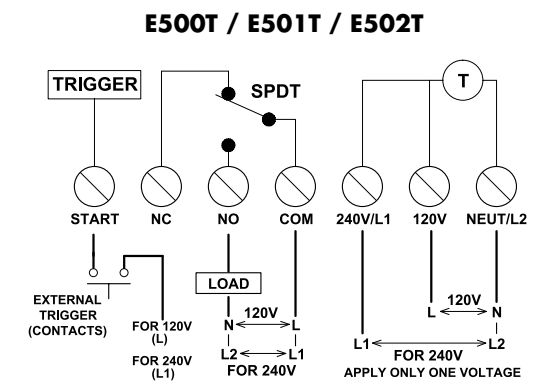 E500T / E501T / E502T
TRIGGER
SPDT
T
START NC NO COM 240V/L1 120V NEUT/L2
LOAD
EXTERNAL
TRIGGER
(CONTACTS)
FOR 120V
(L)
FOR 240V
(L1)
N 120V L
L2 L1
FOR 240V
L 120V N
L1 L2
FOR 240V
APPLY ONLY ONE VOLTAGE